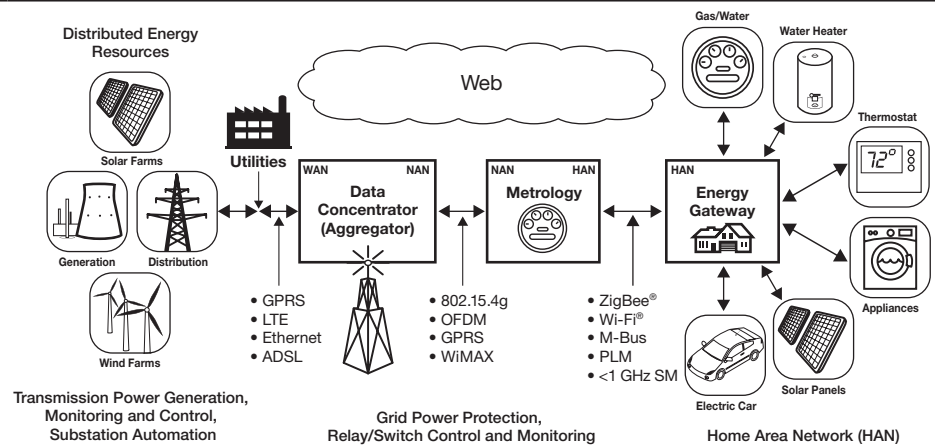 Distributed Energy
Resources
Solar Farms
Generation
Distribution
Wind Farms
Transmission Power Generation,
Monitoring and Control,
Substation Automation
Utilities
Web
WAN
NAN
Data
Concentrator
(Aggregator)
• GPRS
• LTE
• Ethernet
• ADSL
• 802.15.4g
• OFDM
• GPRS
• WiMAX
NAN
HAN
Metrology
Grid Power Protection,
Relay/Switch Control and Monitoring
• ZigBee®
• Wi-Fi®
• M-Bus
• PLM
• <1 GHz SM
HAN
Energy
Gateway
Gas/Water
Water Heater
Thermostat
72°
Appliances
Solar Panels
Electric Car
Home Area Network (HAN)